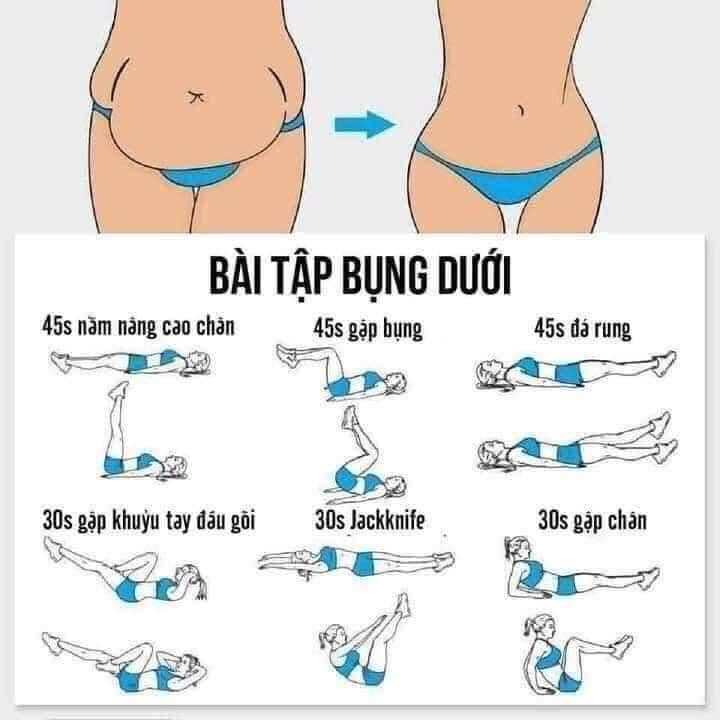 BÀI TẬP BỤNG DƯỚI
45s nằm nâng cao chân
45s gập bụng
45s đá rung
30s gập khuỷu tay đầu gối
30s Jackknife
30s gập chân